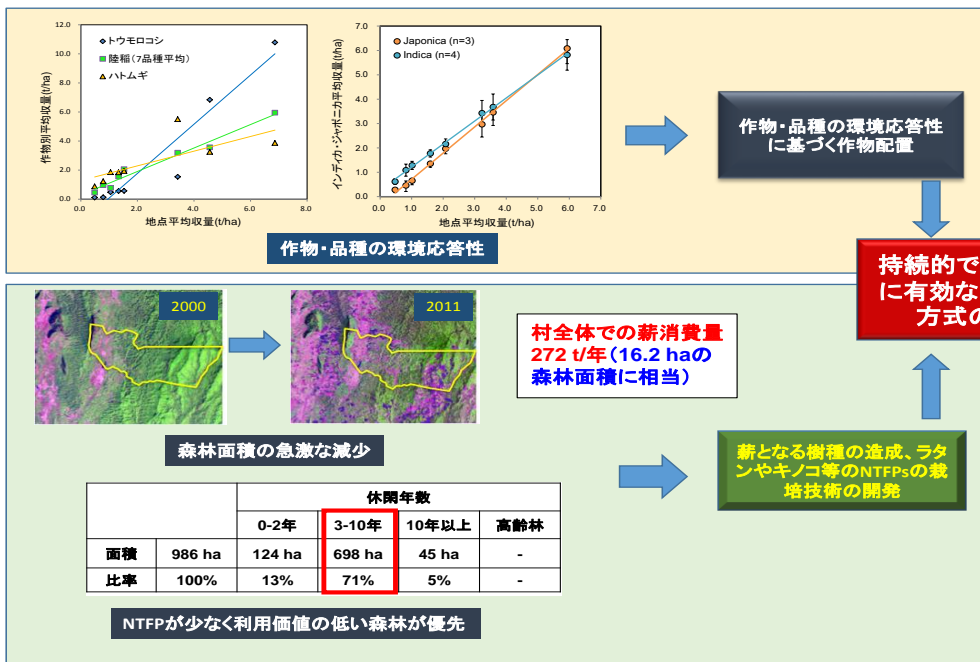 12.0
10.0
8.0
6.0
4.0
2.0
0.0
0.0 2.0 4.0 6.0 8.0
作物別平均収量(t/ha)
地点平均収量(t/ha)
トウモロコシ
陸稲(7品種平均)
ハトムギ
7.0
6.0
5.0
4.0
3.0
2.0
1.0
0.0
0.0 1.0 2.0 3.0 4.0 5.0 6.0 7.0
インディカ・ジャポニカ平均収量(t/ha)
地点平均収量(t/ha)
Japonica (n=3)
Indica (n=4)
作物・品種の環境応答性
作物・品種の環境応答性
に基づく作物配置
持続的で
に有効な
方式の
2000
2011
森林面積の急激な減少
村全体での薪消費量
272 t/年(16.2 haの
森林面積に相当)
薪となる樹種の造成、ラタ
ンやキノコ等のNTFPsの栽
培技術の開発
休閑年数
0-2年 3-10年 10年以上 高齢林
面積 986 ha 124 ha 698 ha 45 ha -
比率 100% 13% 71% 5% -
NTFPが少なく利用価値の低い森林が優先